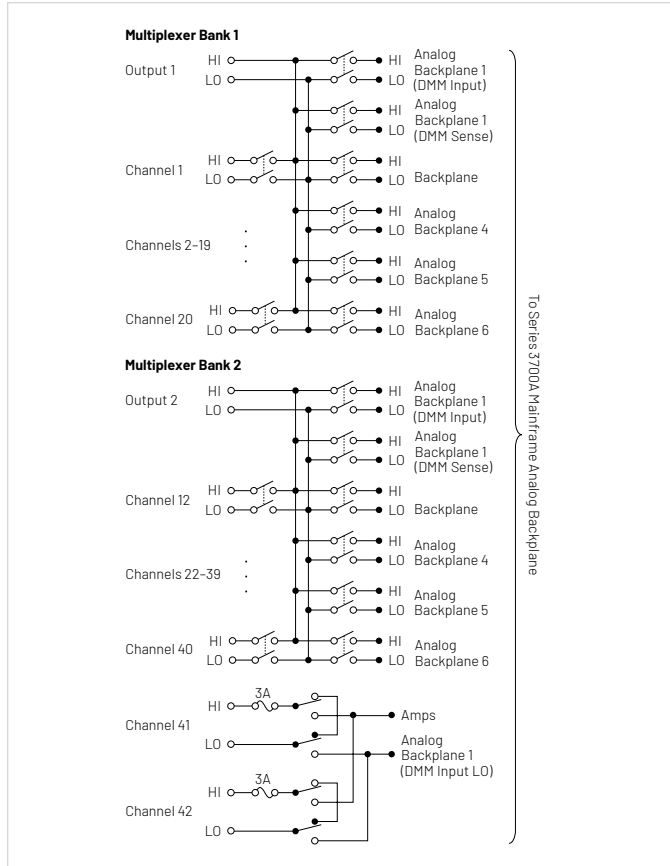 Multiplexer Bank 1
Output 1
HI
LO
HI Analog
Backplane 1
LO (DMM Input)
HI Analog
Backplane 1
LO (DMM Sense)
Channel 1
HI
LO
HI
LO Backplane
HI Analog
LO Backplane 4
Channels 2–19
HI Analog
LO Backplane 5
Channel 20
HI
LO
HI Analog
LO Backplane 6
Multiplexer Bank 2
Output 2
HI
LO
HI Analog
Backplane 1
LO (DMM Input)
HI Analog
Backplane 1
LO (DMM Sense)
Channel 12
HI
LO
HI
LO Backplane
HI Analog
LO Backplane 4
Channels 22–39
HI Analog
LO Backplane 5
Channel 40
HI
LO
HI Analog
LO Backplane 6
Channel 41
HI
3A
LO
Amps
Analog
Backplane 1
(DMM Input LO)
Channel 42
HI
3A
LO
To Series 3700A Mainframe Analog Backplane